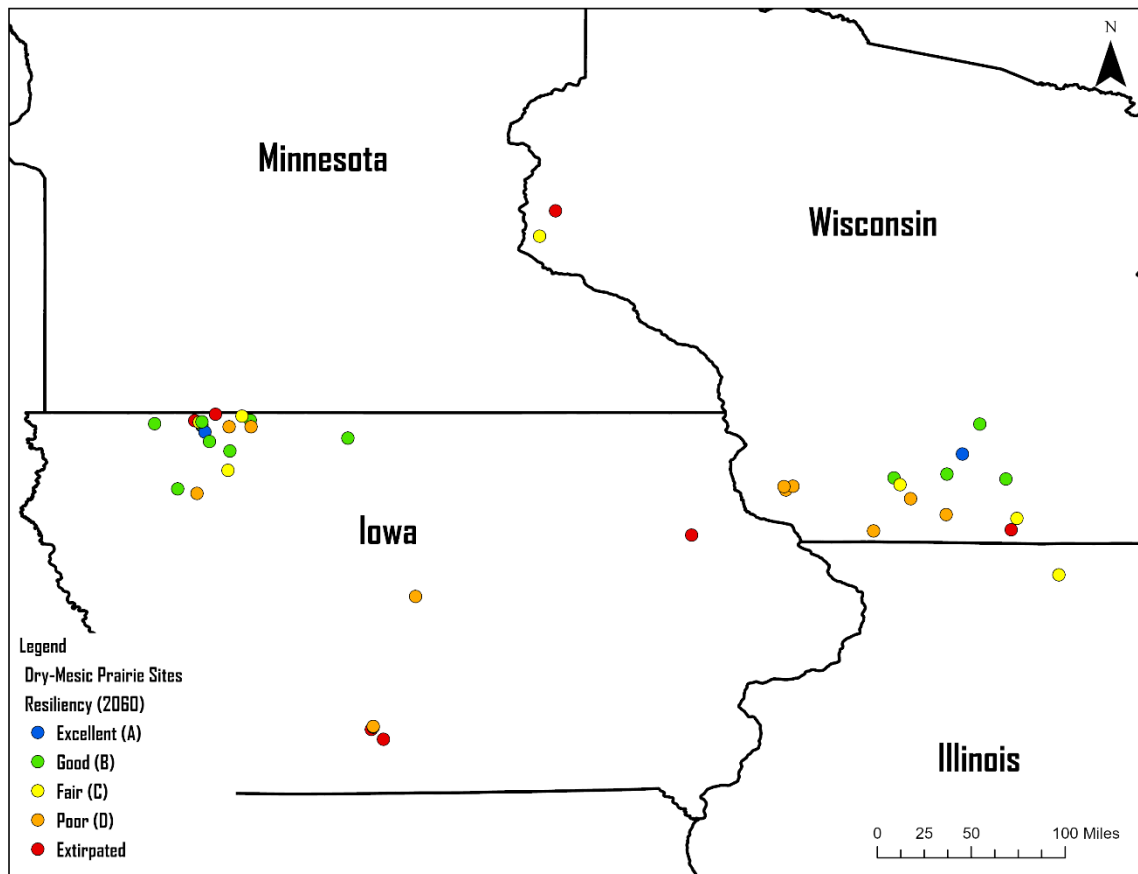 N
Minnesota
Wisconsin
Iowa
Illinois
Legend
Dry-Mesic Prairie Sites
Resiliency (2060)
Excellent (A)
Good (B)
Fair (C)
Poor (D)
Extirpated
0 25 50 100 Miles